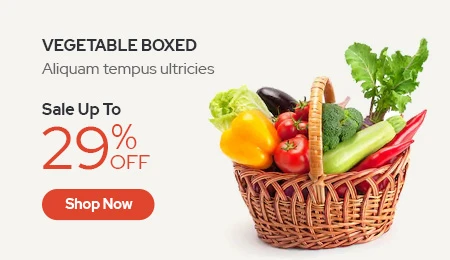 VEGETABLE BOXED
Aliquam tempus ultricies
Sale Up To
29% OFF
Shop Now